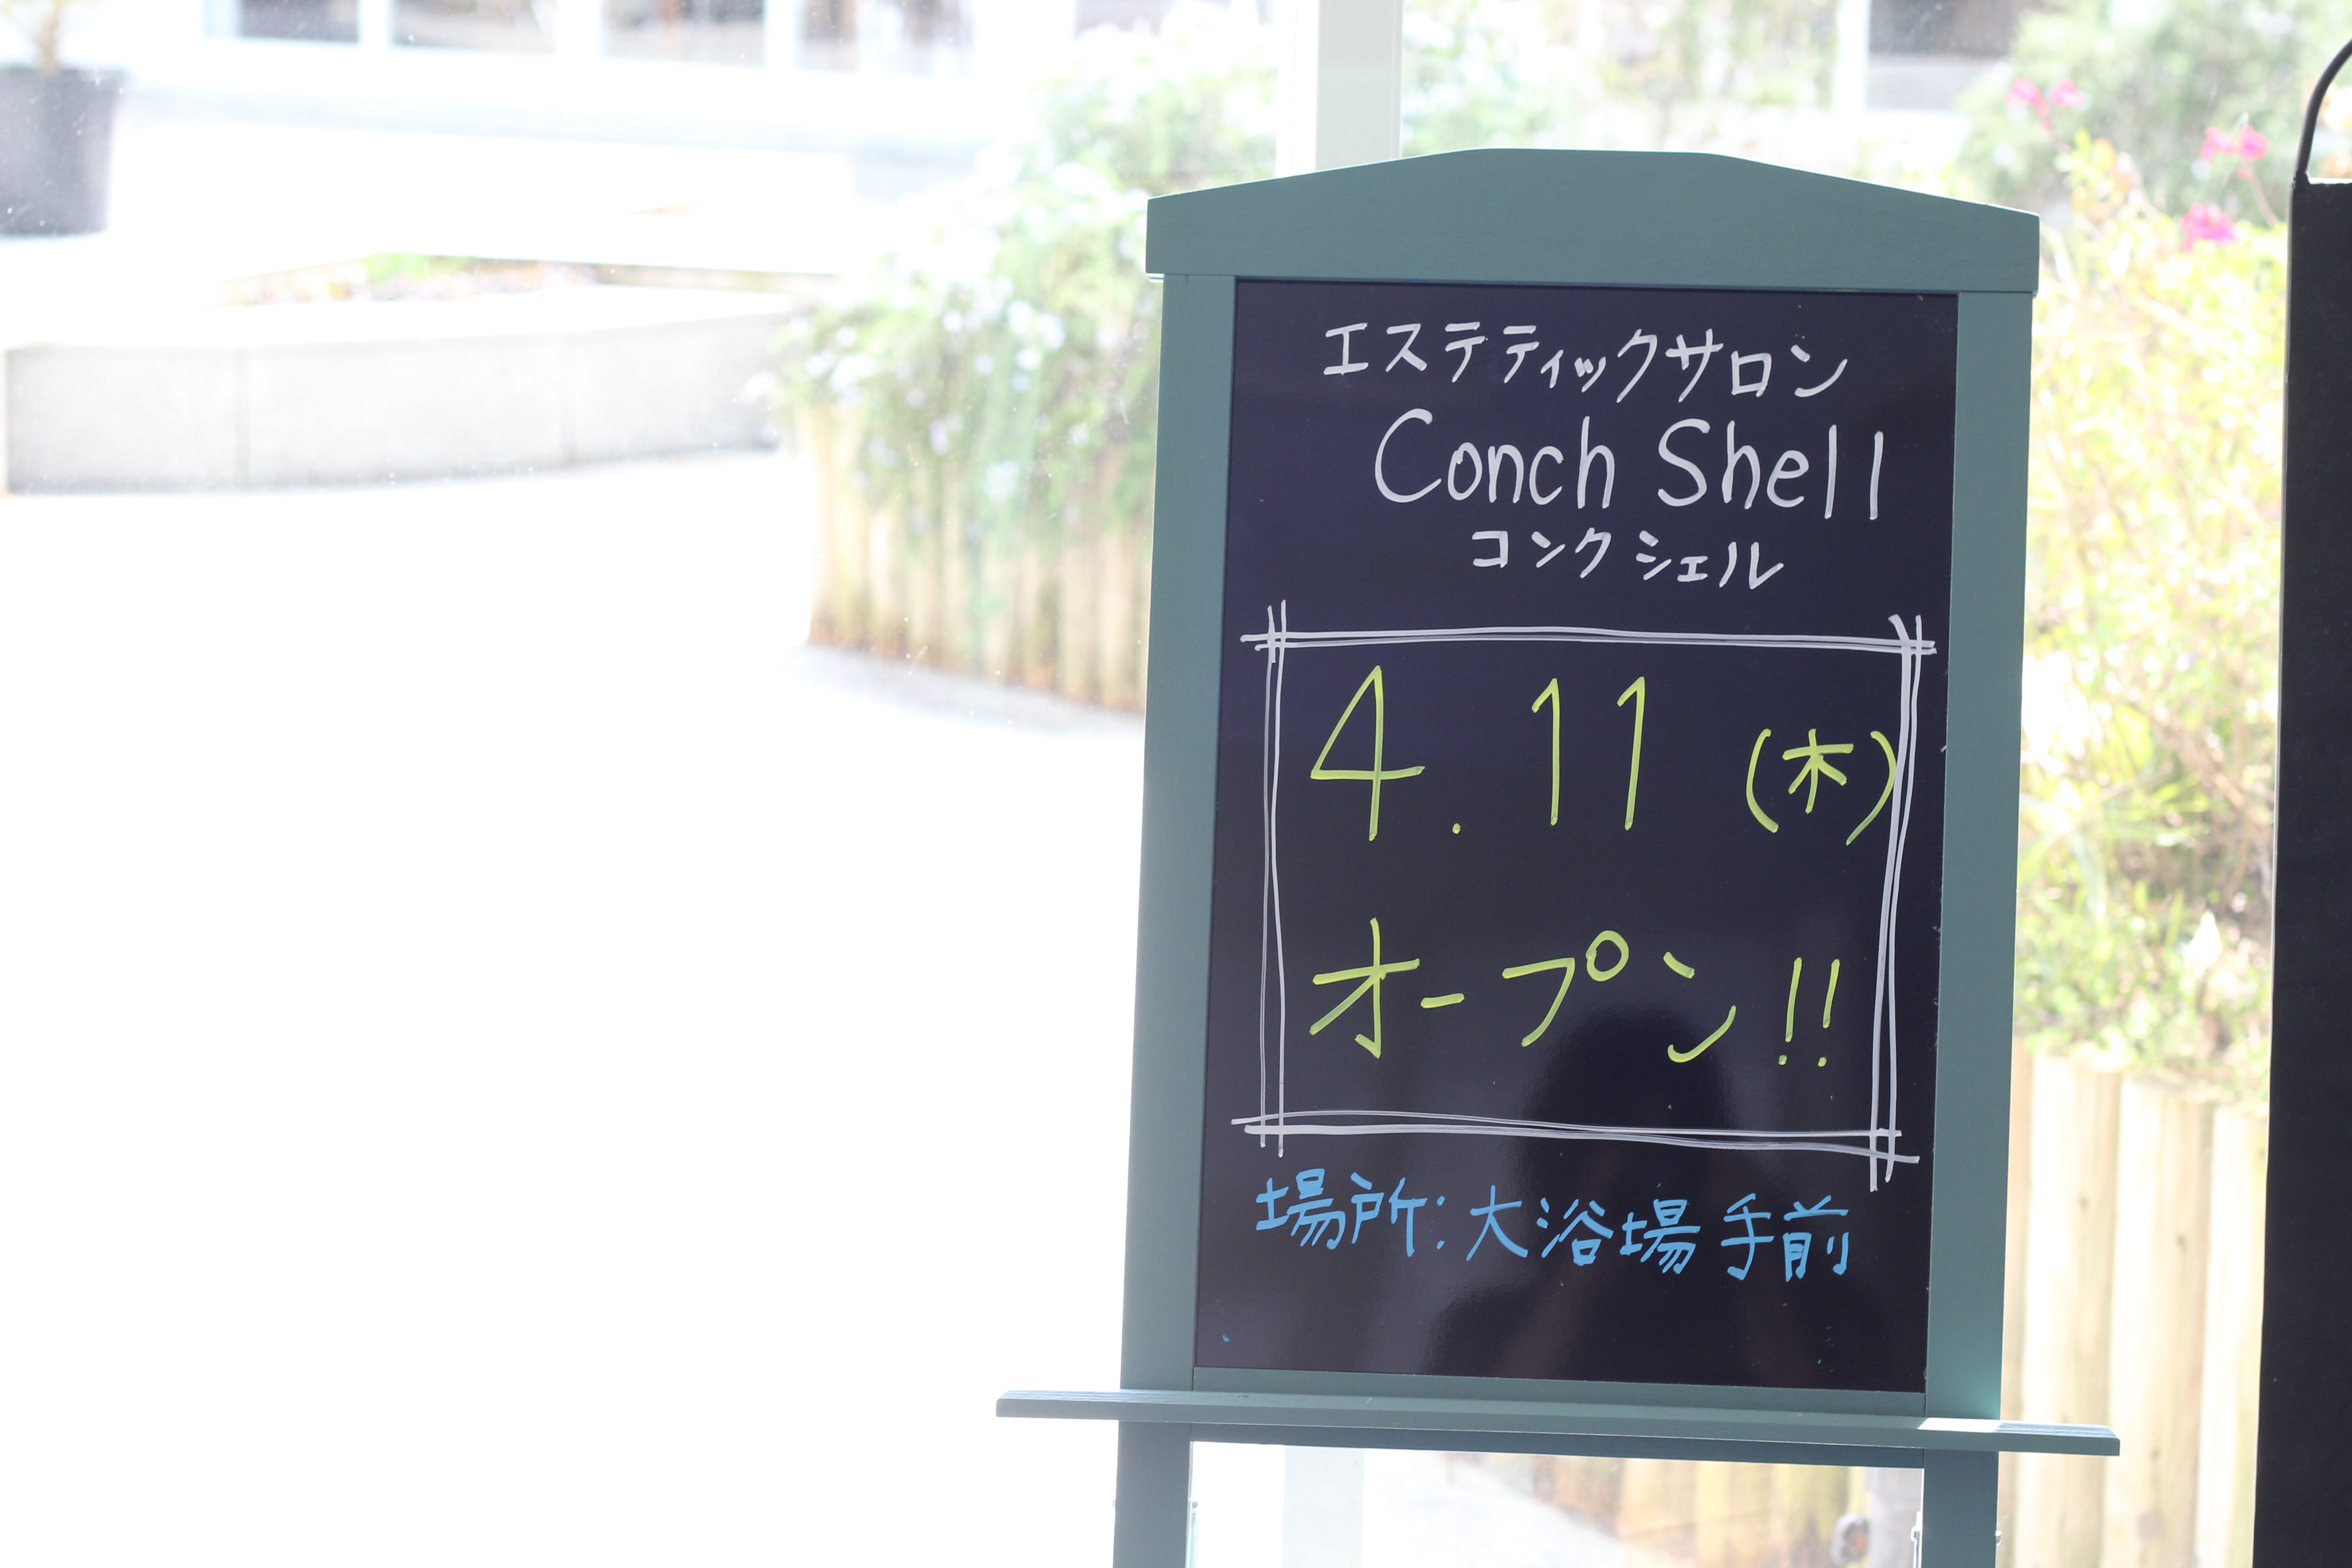 エステティックサロン
Conch Shell
コンクシェル
4.11 (木)
オープン!!
場所:大浴場手前